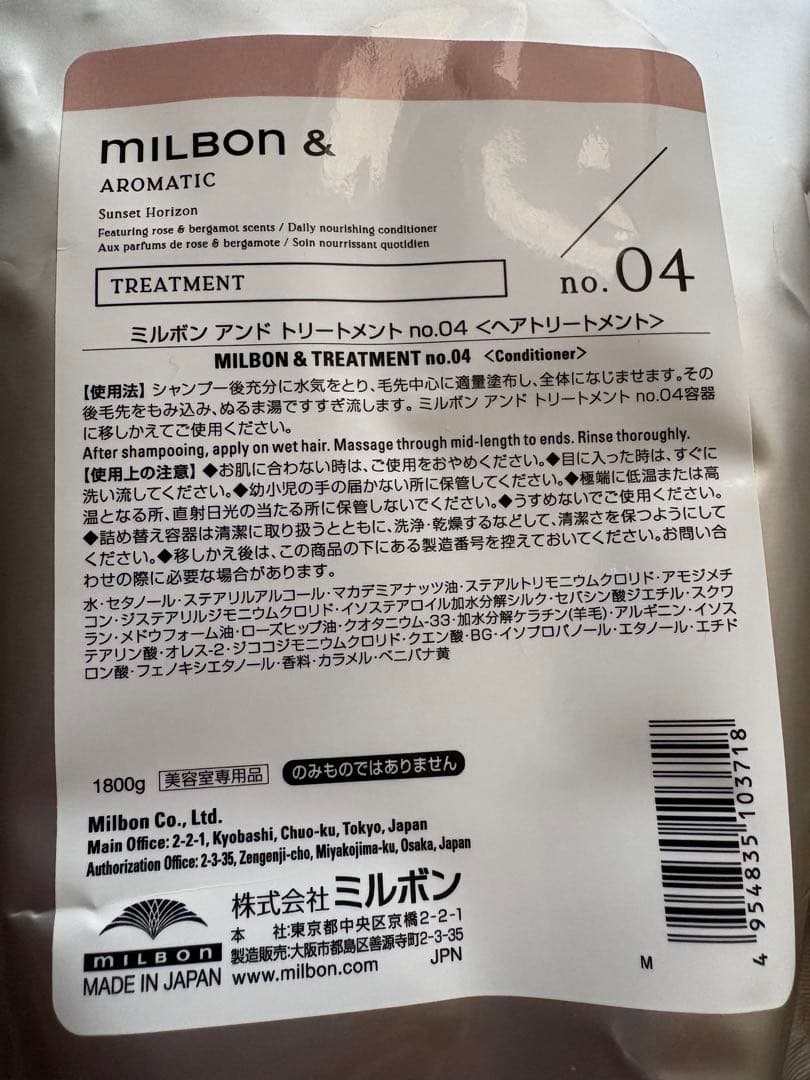 MILBON &
AROMATIC
Sunset Horizon
Featuring rose & bergamot scents / Daily nourishing conditioner
Aux parfums de rose & bergamote / Soin nourrissant quotidien
TREATMENT
no.04
ミルボン アンド トリートメント no.04 <ヘアトリートメント>
MILBON & TREATMENT no.04 <Conditioner>
【使用法】シャンプー後充分に水気をとり、毛先中心に適量塗布し、全体になじませます。その
後毛先をもみ込み、ぬるま湯ですすぎ流します。ミルボン アンド トリートメント no.04容器
に移しかえてご使用ください。
After shampooing, apply on wet hair. Massage through mid-length to ends. Rinse thoroughly.
【使用上の注意】◆お肌に合わない時は、ご使用をおやめください。◆目に入った時は、すぐに
洗い流してください。◆幼小児の手の届かない所に保管してください。◆極端に低温または高
温となる所、直射日光の当たる所に保管しないでください。◆うすめないでご使用ください。
◆詰め替え容器は清潔に取り扱うとともに、洗浄・乾燥するなどして、清潔さを保つようにして
ください。◆移しかえ後は、この商品の下にある製造番号を控えておいてください。お問い合
わせの際に必要な場合があります。
水・セタノール・ステアリルアルコール・マカデミアナッツ油・ステアルトリモニウムクロリド・アモジメチ
コン・ジステアリルジモニウムクロリド・イソステアロイル加水分解シルク・セバシン酸ジエチル・スクワ
ラン・メドウフォーム油・ローズヒップ油・クオタニウム-33・加水分解ケラチン(羊毛)・アルギニン・イソス
テアリン酸・オレス-2・ジココジモニウムクロリド・クエン酸・BG・イソプロパノール・エタノール・エチド
ロン酸・フェノキシエタノール・香料・カラメル・ベニバナ黄
1800g 美容室専用品 のみものではありません
Milbon Co., Ltd.
Main Office: 2-2-1, Kyobashi, Chuo-ku, Tokyo, Japan
Authorization Office: 2-3-35, Zengenji-cho, Miyakojima-ku, Osaka, Japan
株式会社ミルボン
本 社:東京都中央区京橋2-2-1
製造販売:大阪市都島区善源寺町2-3-35
www.milbon.com JPN
MILBON
MADE IN JAPAN
M
4 954835 103718